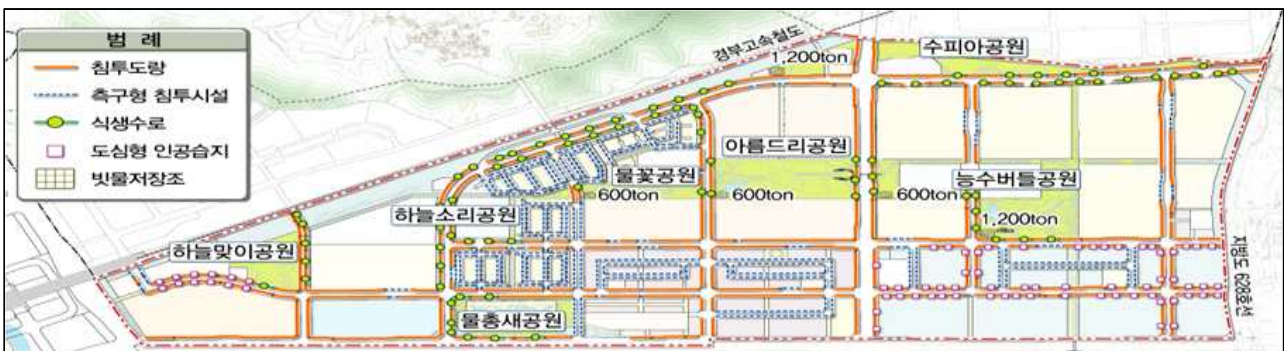 범 례
침투도랑
측구형 침투시설
식생수로
도심형 인공습지
빗물저장조
경부고속철도
1,200ton
수피아공원
아름드리공원
물꽃공원
600ton
600ton
600ton
능수버들공원
1,200ton
하늘소리공원
하늘맞이공원
물총새공원
지방도 628호선